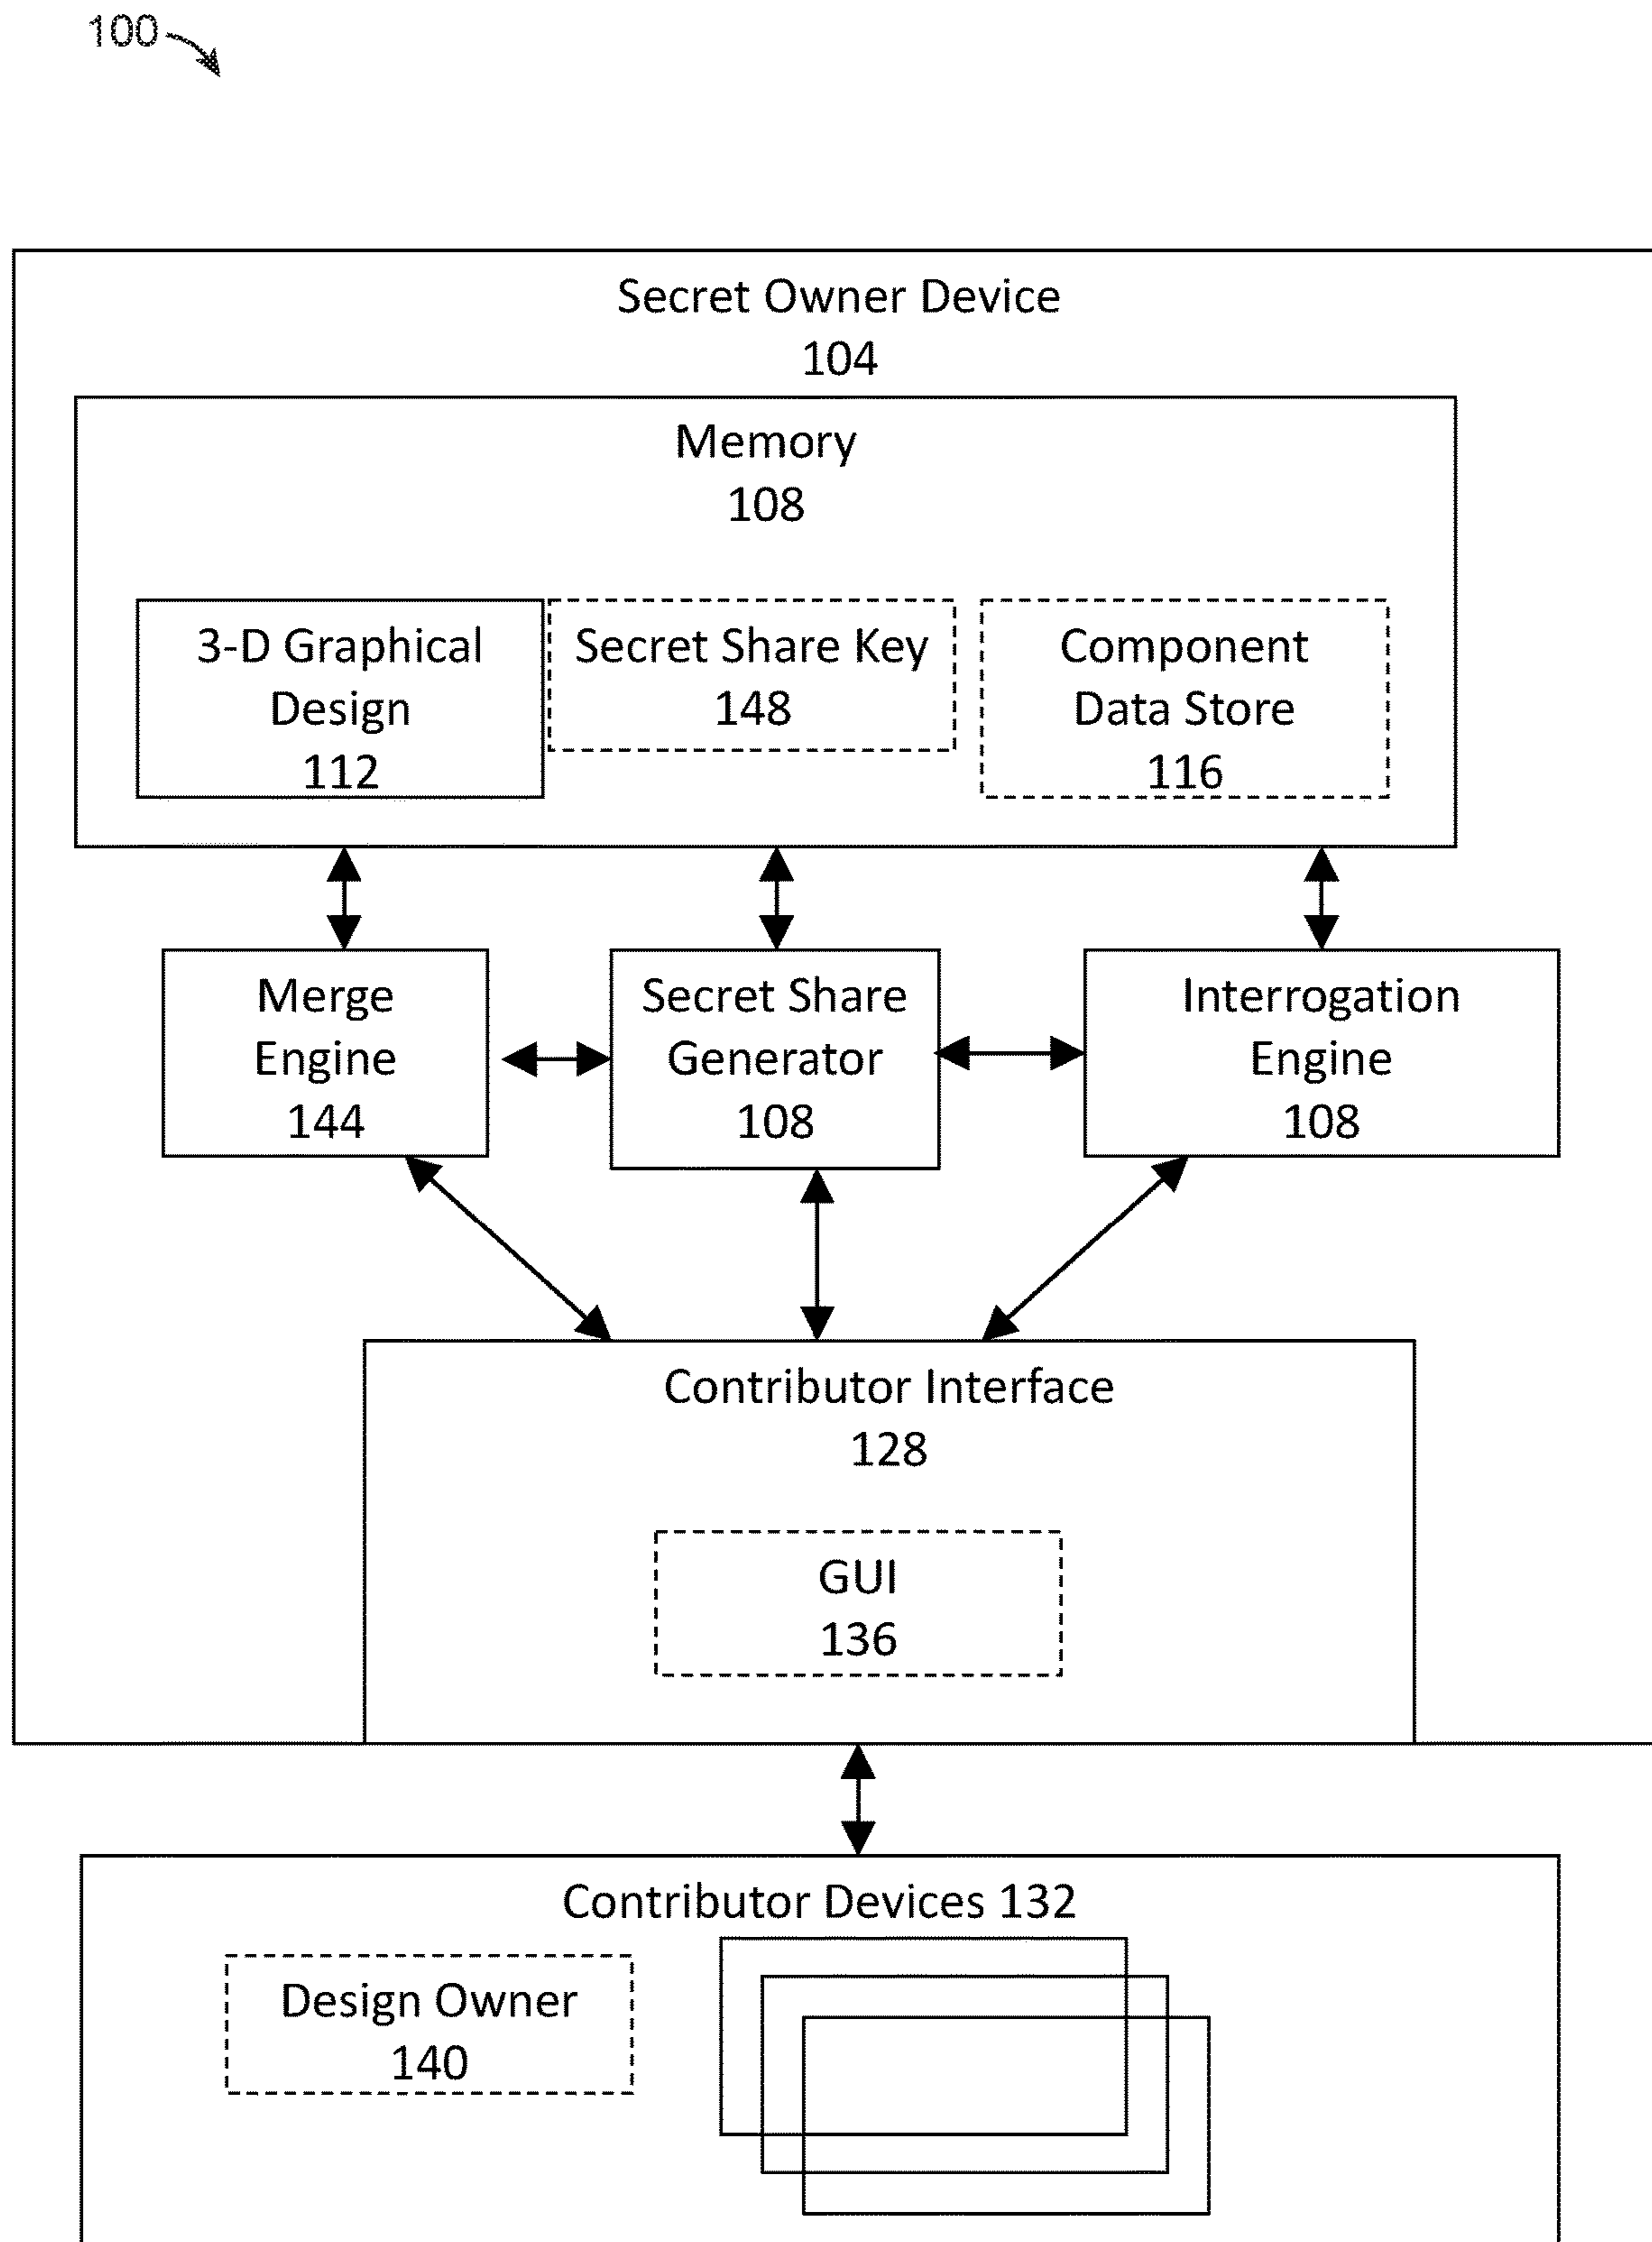 100
Secret Owner Device
104
Memory
108
3-D Graphical
Design
112
Secret Share Key
148
Component
Data Store
116
Merge
Engine
144
Secret Share
Generator
108
Interrogation
Engine
108
Contributor Interface
128
GUI
136
Contributor Devices 132
Design Owner
140